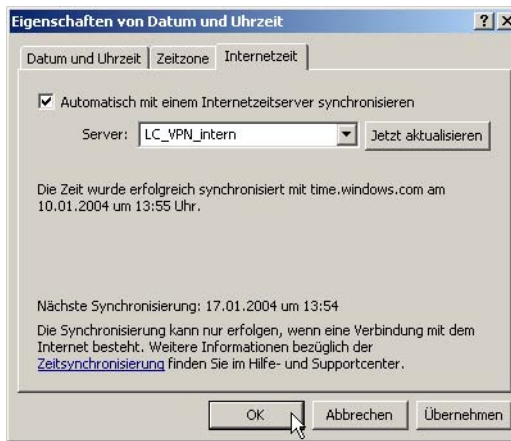 Eigenschaften von Datum und Uhrzeit
Datum und Uhrzeit Zeitzone Internetzeit
Automatisch mit einem Internetzeitserver synchronisieren
Server: LC_VPN_intern Jetzt aktualisieren
Die Zeit wurde erfolgreich synchronisiert mit time.windows.com am
10.01.2004 um 13:55 Uhr.
Nächste Synchronisierung: 17.01.2004 um 13:54
Die Synchronisierung kann nur erfolgen, wenn eine Verbindung mit dem
Internet besteht. Weitere Informationen bezüglich der
Zeitsynchronisierung finden Sie im Hilfe- und Supportcenter.
OK Abbrechen Übernehmen